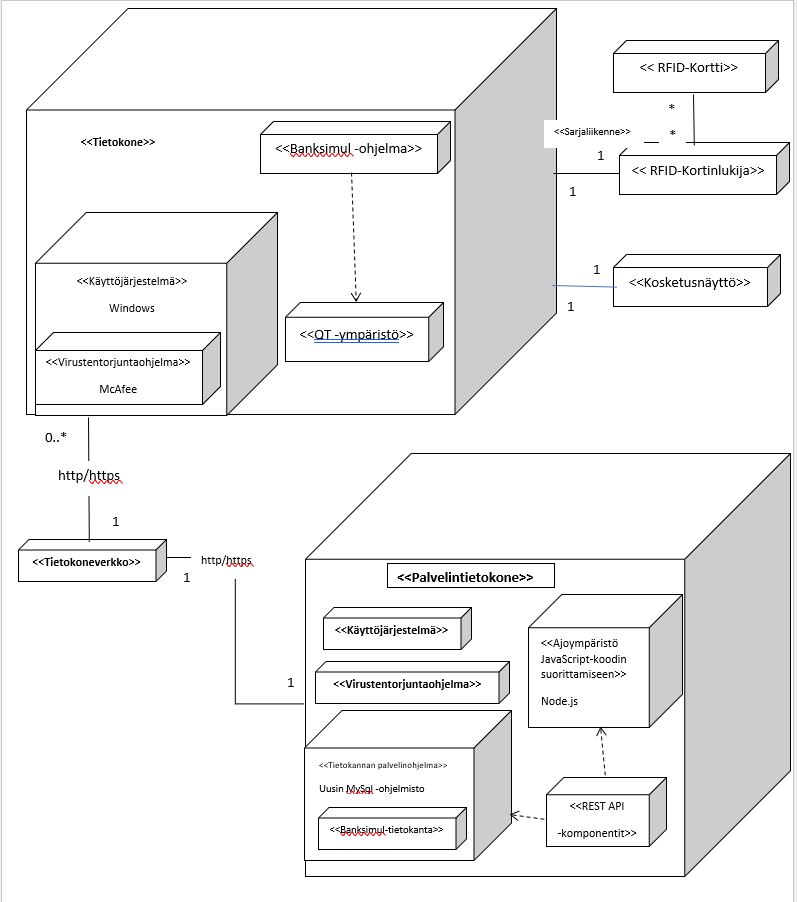 << RFID-Kortti>>
*
<<Sarjaliikenne>>
*
<<Tietokone>>
<<Banksimul -ohjelma>>
1
<< RFID-Kortinlukija>>
1
<<Käyttöjärjestelmä>>
Windows
1
<<Kosketusnäyttö>>
1
<<QT -ympäristö>>
<<Virustentorjuntaohjelma>>
McAfee
0..*
http/https
1
<<Tietokoneverkko>>
http/https
1
1
<<Palvelintietokone>>
<<Käyttöjärjestelmä>>
<<Virustentorjuntaohjelma>>
<<Ajoympäristö
JavaScript-koodin
suorittamiseen>>
Node.js
<<Tietokannan palvelinohjelma>>
Uusin MySql -ohjelmisto
<<Banksimul-tietokanta>>
<<REST API
-komponentit>>